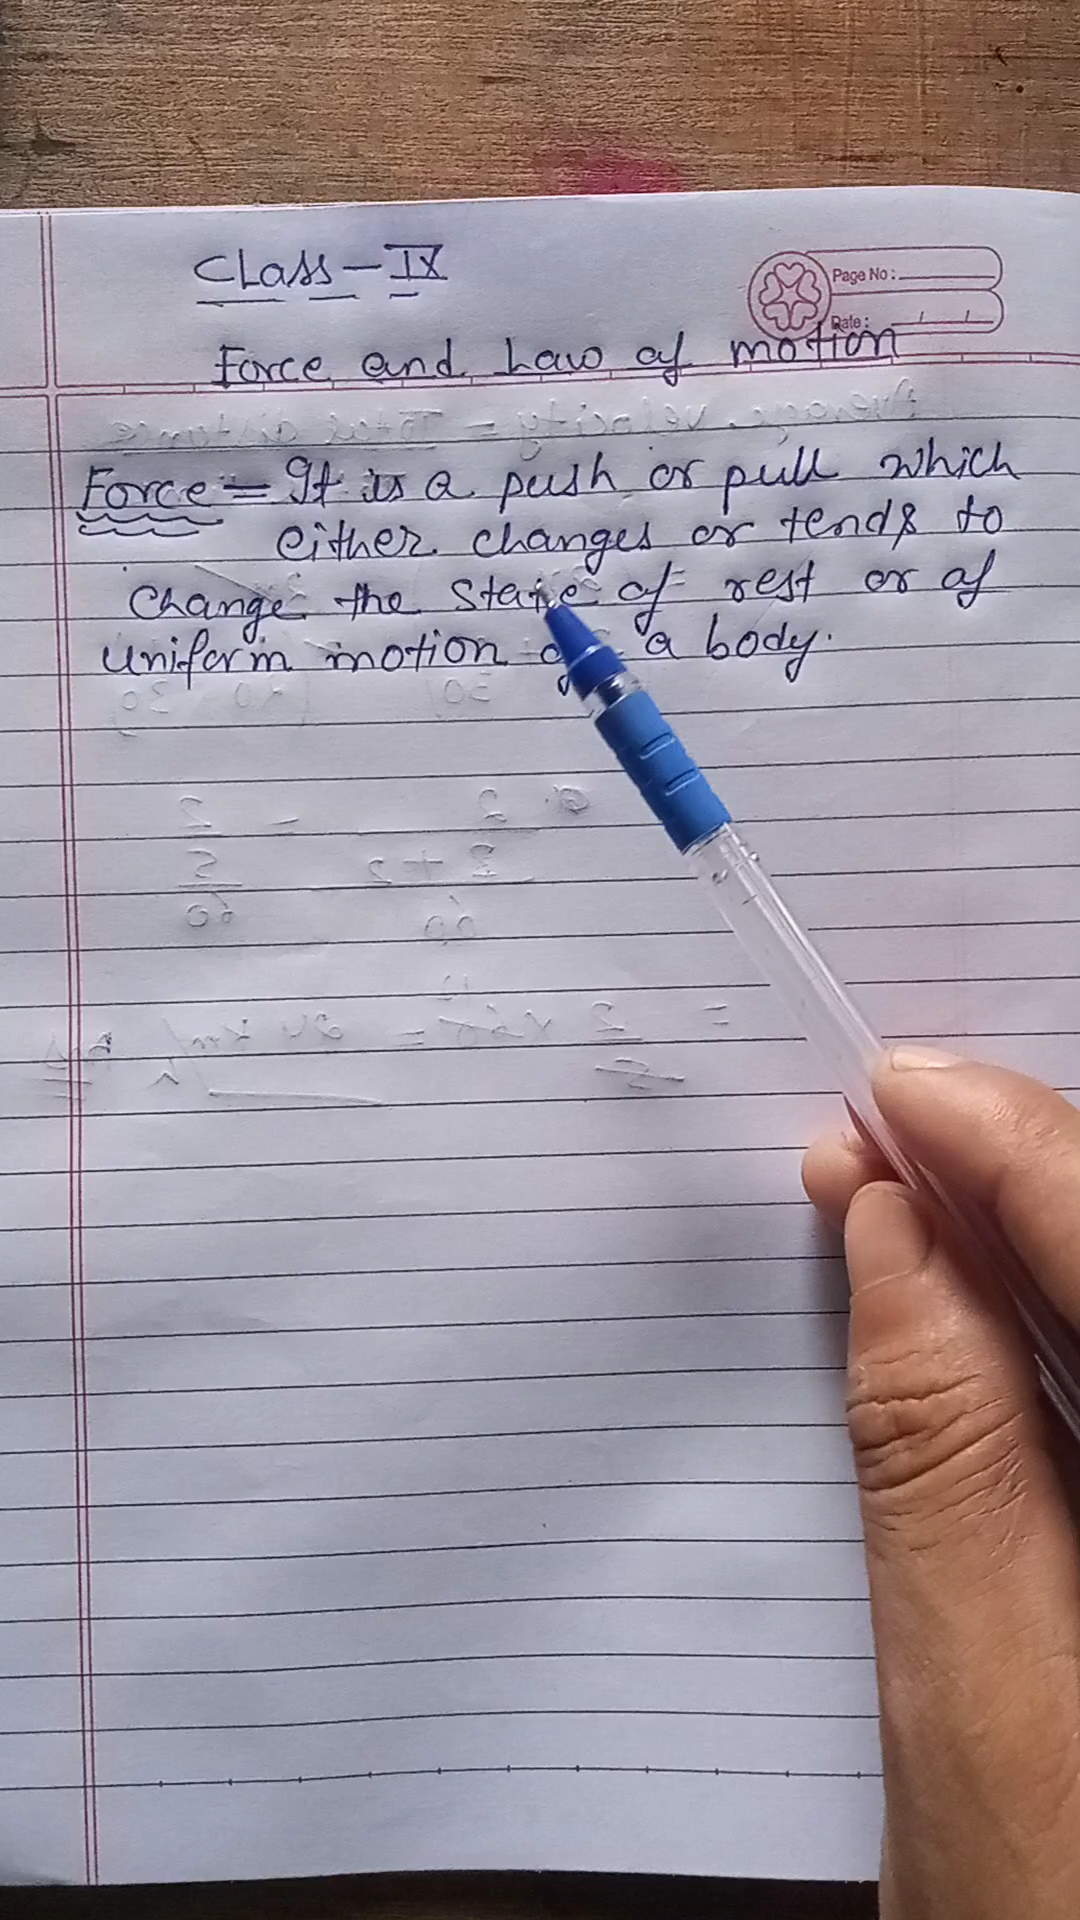 Class - IX
Page No :
Date :
Force and Law of motion
Force = It is a push or pull which
either changes or tends to
change the state of rest or of
uniform motion of a body.